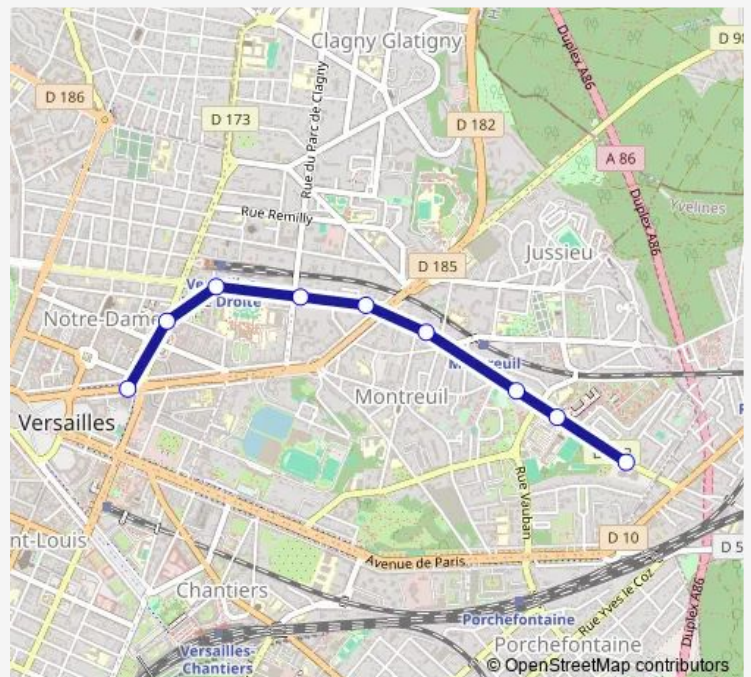 Clagny Glatigny
Duplex A86
D 186
D 173
Rue du Parc de Clagny
D 182
A 86
Rue Remilly
Yvelines
Duplex A86
Jussieu
D 185
Droite
Notre-Dame
Montreuil
Versailles
Rue Vauban
D 10
D 5
Avenue de Paris
Chantiers
Porchefontaine
Rue Yves le Coz
Duplex A86
Versailles-
Chantiers
Porchefontaine
© OpenStreetMap contributors